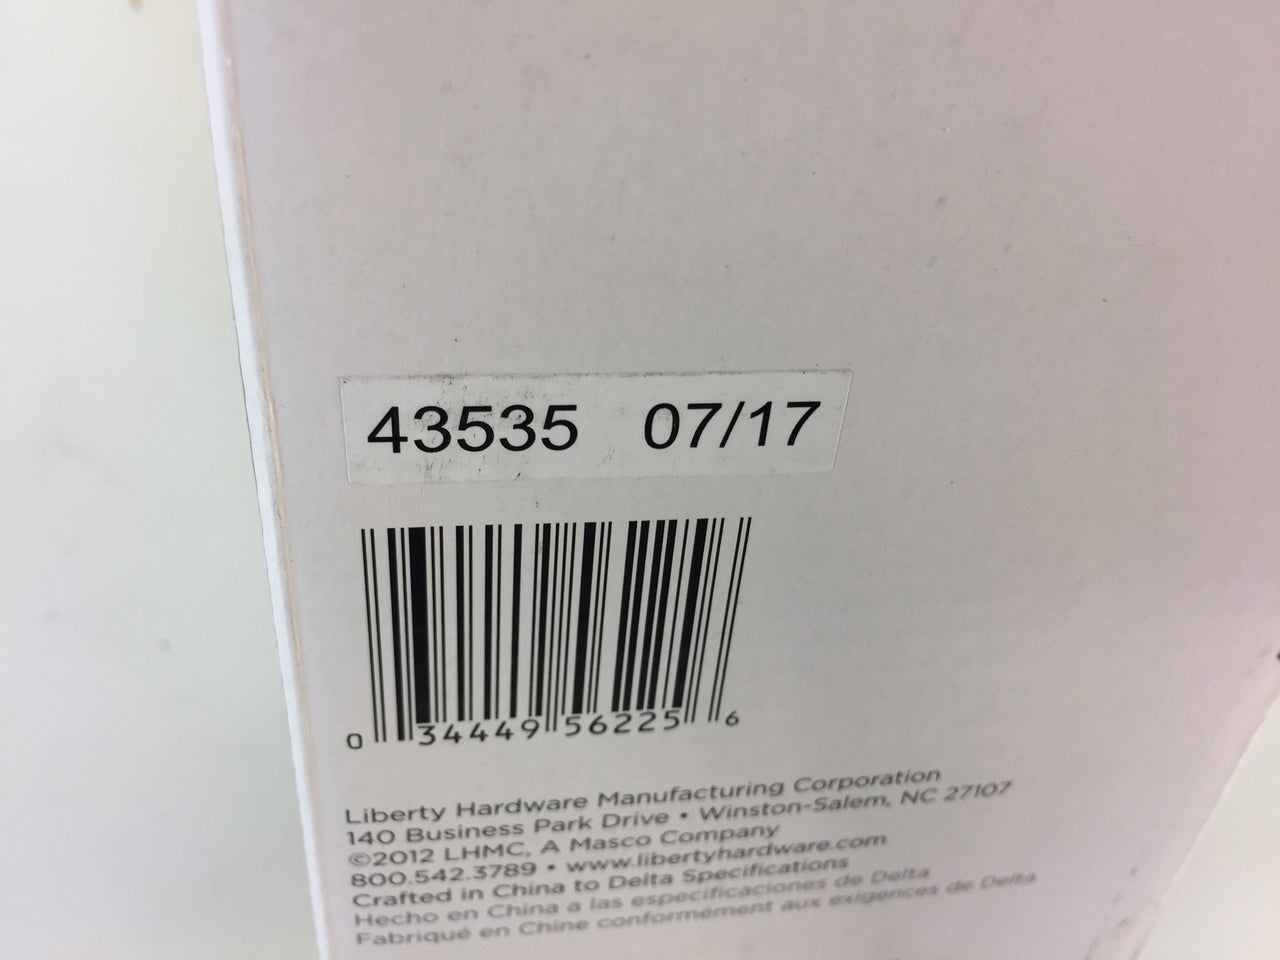 43535 07/17
0 34449 56225 6
Liberty Hardware Manufacturing Corporation
140 Business Park Drive • Winston-Salem, NC 27107
©2012 LHMC, A Masco Company
800.542.3789 • www.libertyhardware.com
Crafted in China to Delta Specifications
Hecho en China a las especificaciones de Delta
Fabriqué en Chine conformément aux exigences de Delta